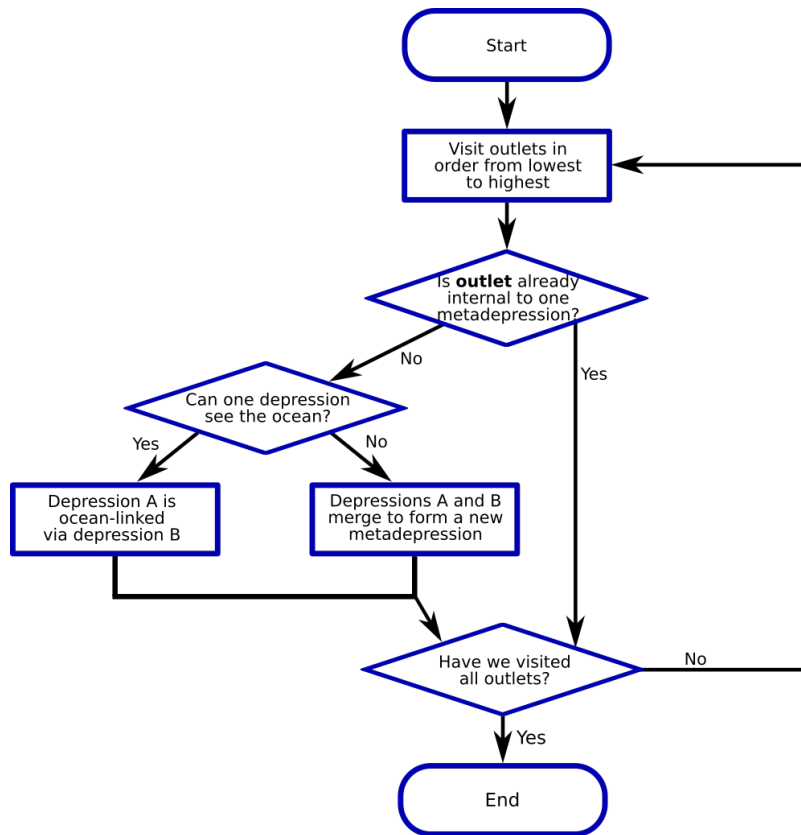 Start
Visit outlets in
order from lowest
to highest
Is outlet already
internal to one
metadepression?
No
Yes
Can one depression
see the ocean?
Yes
No
Depression A is
ocean-linked
via depression B
Depressions A and B
merge to form a new
metadepression
Have we visited
all outlets?
No
Yes
End